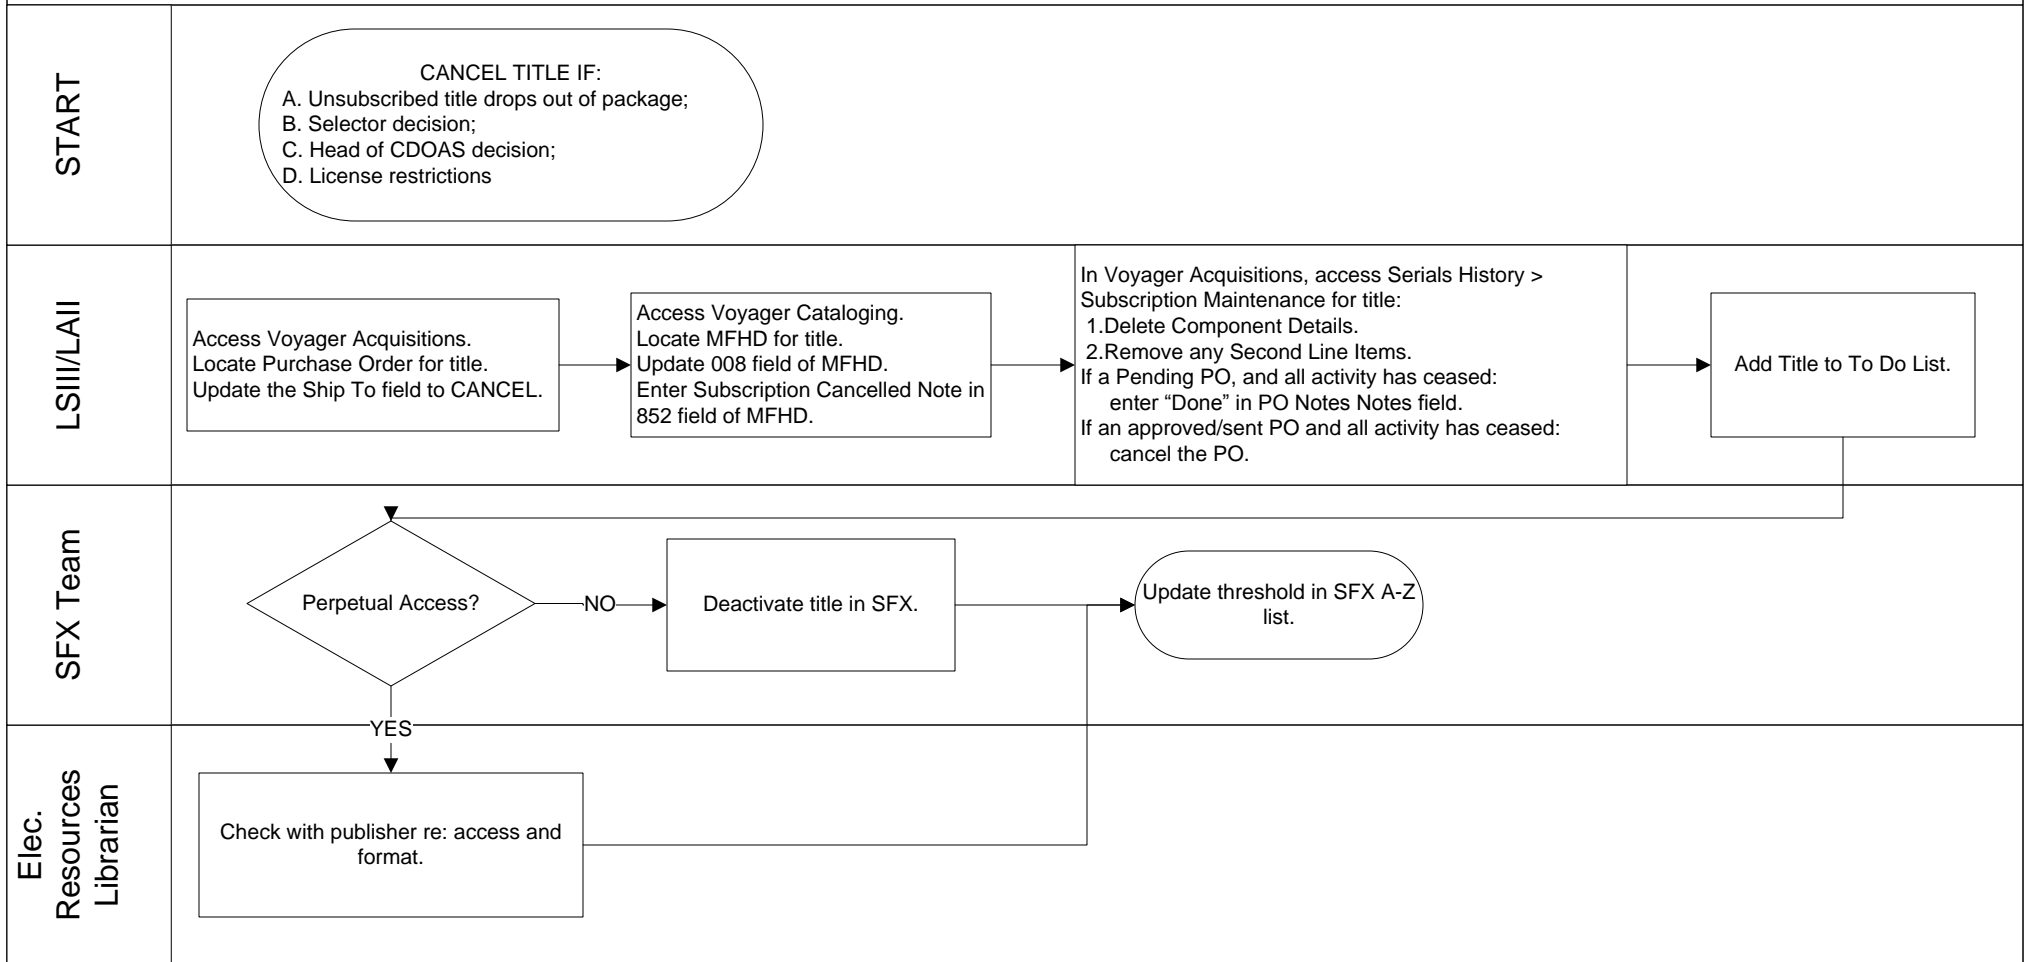 START
CANCEL TITLE IF:
A. Unsubscribed title drops out of package;
B. Selector decision;
C. Head of CDOAS decision;
D. License restrictions
LSIII/LAII
Access Voyager Acquisitions.
Locate Purchase Order for title.
Update the Ship To field to CANCEL.
Access Voyager Cataloging.
Locate MFHD for title.
Update 008 field of MFHD.
Enter Subscription Cancelled Note in
852 field of MFHD.
In Voyager Acquisitions, access Serials History >
Subscription Maintenance for title:
1.Delete Component Details.
2.Remove any Second Line Items.
If a Pending PO, and all activity has ceased:
enter “Done” in PO Notes Notes field.
If an approved/sent PO and all activity has ceased:
cancel the PO.
Add Title to To Do List.
SFX Team
Perpetual Access?
NO
Deactivate title in SFX.
Update threshold in SFX A-Z
list.
YES
Elec.
Resources
Librarian
Check with publisher re: access and
format.